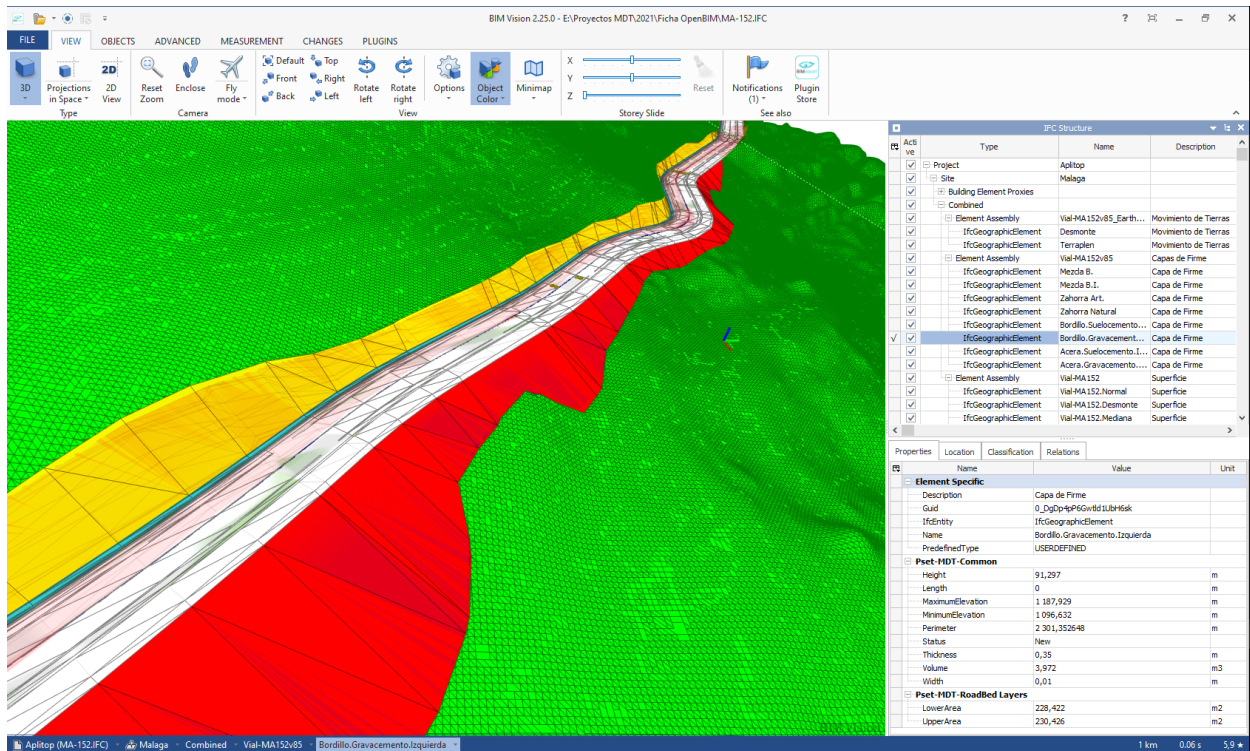 BIM Vision 2.25.0 - E:\Proyectos MDT\2021\Ficha OpenBIM\MA-152.IFC
FILE VIEW OBJECTS ADVANCED MEASUREMENT CHANGES PLUGINS
3D
Projections in Space
2D
2D View
Reset Zoom
Enclose
Fly mode
Default Top
Front Right
Back Left
Rotate left
Rotate right
Options
Object Color
Minimap
X
Y
Z
Reset
Notifications (1)
Plugin Store
Type Camera View Storey Slide See also
IFC Structure
Active Type Name Description
Project Aplitop
Site Malaga
Building Element Proxies
Combined
Element Assembly Vial-MA152v85_Earth... Movimiento de Tierras
IfcGeographicElement Desmonte Movimiento de Tierras
IfcGeographicElement Terraplen Movimiento de Tierras
Element Assembly Vial-MA152v85 Capas de Firme
IfcGeographicElement Mezcla B. Capa de Firme
IfcGeographicElement Mezcla B.I. Capa de Firme
IfcGeographicElement Zahorra Art. Capa de Firme
IfcGeographicElement Zahorra Natural Capa de Firme
IfcGeographicElement Bordillo.Suelocemento... Capa de Firme
IfcGeographicElement Bordillo.Gravacement... Capa de Firme
IfcGeographicElement Acera.Suelocemento.I... Capa de Firme
IfcGeographicElement Acera.Gravacemento.... Capa de Firme
Element Assembly Vial-MA152 Superficie
IfcGeographicElement Vial-MA152.Normal Superficie
IfcGeographicElement Vial-MA152.Desmonte Superficie
IfcGeographicElement Vial-MA152.Mediana Superficie
Properties Location Classification Relations
Name Value Unit
Element Specific
Description Capa de Firme
Guid 0_DgDp4pP6Gwtld1UbH6sk
IfcEntity IfcGeographicElement
Name Bordillo.Gravacemento.Izquierda
PredefinedType USERDEFINED
Pset-MDT-Common
Height 91,297 m
Length 0 m
MaximumElevation 1 187,929 m
MinimumElevation 1 096,632 m
Perimeter 2 301,352648 m
Status New
Thickness 0,35 m
Volume 3,972 m3
Width 0,01 m
Pset-MDT-RoadBed Layers
LowerArea 228,422 m2
UpperArea 230,426 m2
Aplitop (MA-152.IFC) Malaga Combined Vial-MA152v85 Bordillo.Gravacemento.Izquierda 1 km 0.06 s 5,9